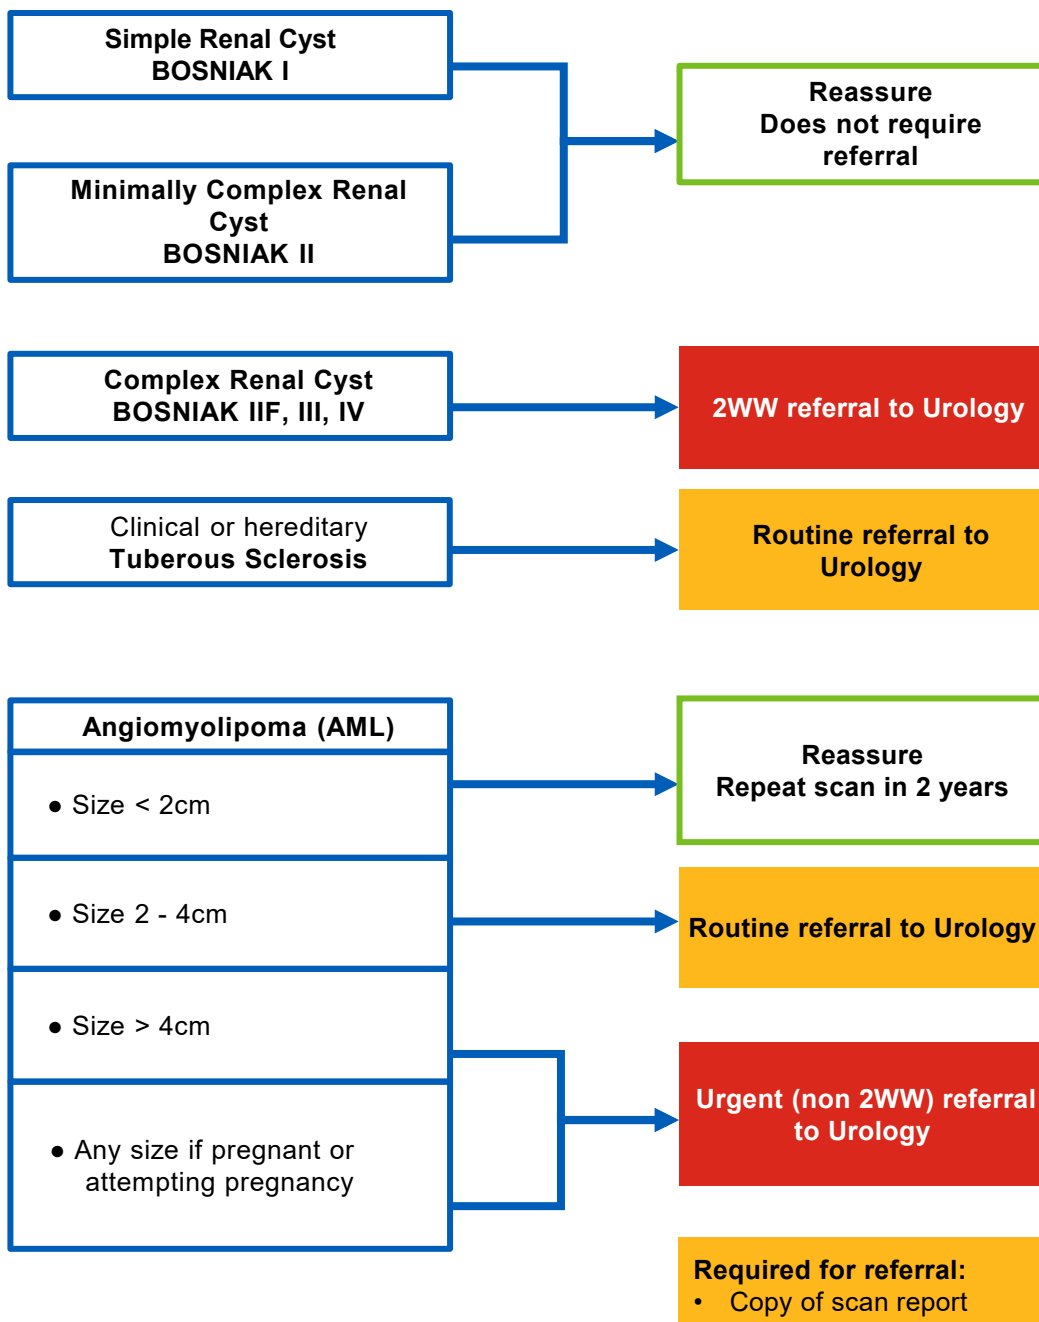 Simple Renal Cyst
BOSNIAK I
Reassure
Does not require
referral
Minimally Complex Renal
Cyst
BOSNIAK II
Complex Renal Cyst
BOSNIAK IIF, III, IV
2WW referral to Urology
Clinical or hereditary
Tuberous Sclerosis
Routine referral to
Urology
Angiomyolipoma (AML)
● Size < 2cm
Reassure
Repeat scan in 2 years
● Size 2 - 4cm
Routine referral to Urology
● Size > 4cm
● Any size if pregnant or
attempting pregnancy
Urgent (non 2WW) referral
to Urology
Required for referral:
• Copy of scan report